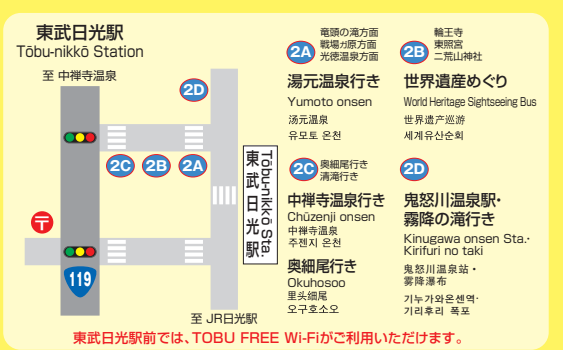 東武日光駅
Tōbu-nikkō Station
至 中禅寺温泉
2D
2C 2B 2A
Tōbu-nikkō Sta.
東武日光駅
〒
119
至 JR日光駅
2A
竜頭の滝方面
戦場ガ原方面
光徳温泉方面
湯元温泉行き
Yumoto onsen
汤元温泉
유모토 온천
2B
輪王寺
東照宮
二荒山神社
世界遺産めぐり
World Heritage Sightseeing Bus
世界遗产巡游
세계유산순회
2C
奥細尾行き
清滝行き
中禅寺温泉行き
Chūzenji onsen
中禅寺温泉
주젠지 온천
奥細尾行き
Okuhosoo
里头细尾
오구호소오
2D
鬼怒川温泉駅・
霧降の滝行き
Kinugawa onsen Sta.・
Kirifuri no taki
鬼怒川温泉站・
雾降瀑布
기누가와온센역·
기리후리 폭포
東武日光駅前では、TOBU FREE Wi-Fiがご利用いただけます。